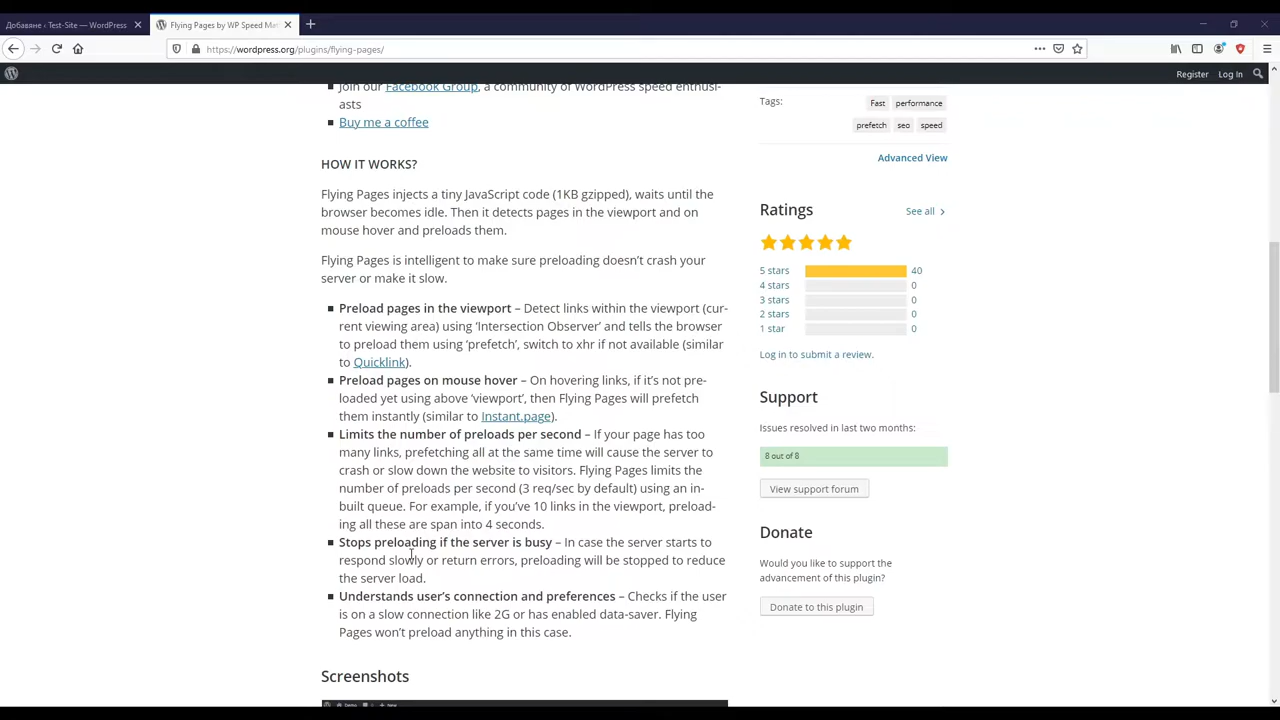 Добавяне ‹ Test-Site — WordPress
Flying Pages by WP Speed Mat
https://wordpress.org/plugins/flying-pages/
Register
Log In
Join our Facebook Group, a community of WordPress speed enthusi-
asts
Buy me a coffee
HOW IT WORKS?
Flying Pages injects a tiny JavaScript code (1KB gzipped), waits until the
browser becomes idle. Then it detects pages in the viewport and on
mouse hover and preloads them.
Flying Pages is intelligent to make sure preloading doesn’t crash your
server or make it slow.
Preload pages in the viewport – Detect links within the viewport (cur-
rent viewing area) using ‘Intersection Observer’ and tells the browser
to preload them using ‘prefetch’, switch to xhr if not available (similar
to Quicklink).
Preload pages on mouse hover – On hovering links, if it’s not pre-
loaded yet using above ‘viewport’, then Flying Pages will prefetch
them instantly (similar to Instant.page).
Limits the number of preloads per second – If your page has too
many links, prefetching all at the same time will cause the server to
crash or slow down the website to visitors. Flying Pages limits the
number of preloads per second (3 req/sec by default) using an in-
built queue. For example, if you’ve 10 links in the viewport, preload-
ing all these are span into 4 seconds.
Stops preloading if the server is busy – In case the server starts to
respond slowly or return errors, preloading will be stopped to reduce
the server load.
Understands user’s connection and preferences – Checks if the user
is on a slow connection like 2G or has enabled data-saver. Flying
Pages won’t preload anything in this case.
Screenshots
Demo
New
Tags:
Fast performance
prefetch seo speed
Advanced View
Ratings
See all
5 stars 40
4 stars 0
3 stars 0
2 stars 0
1 star 0
Log in to submit a review.
Support
Issues resolved in last two months:
8 out of 8
View support forum
Donate
Would you like to support the
advancement of this plugin?
Donate to this plugin